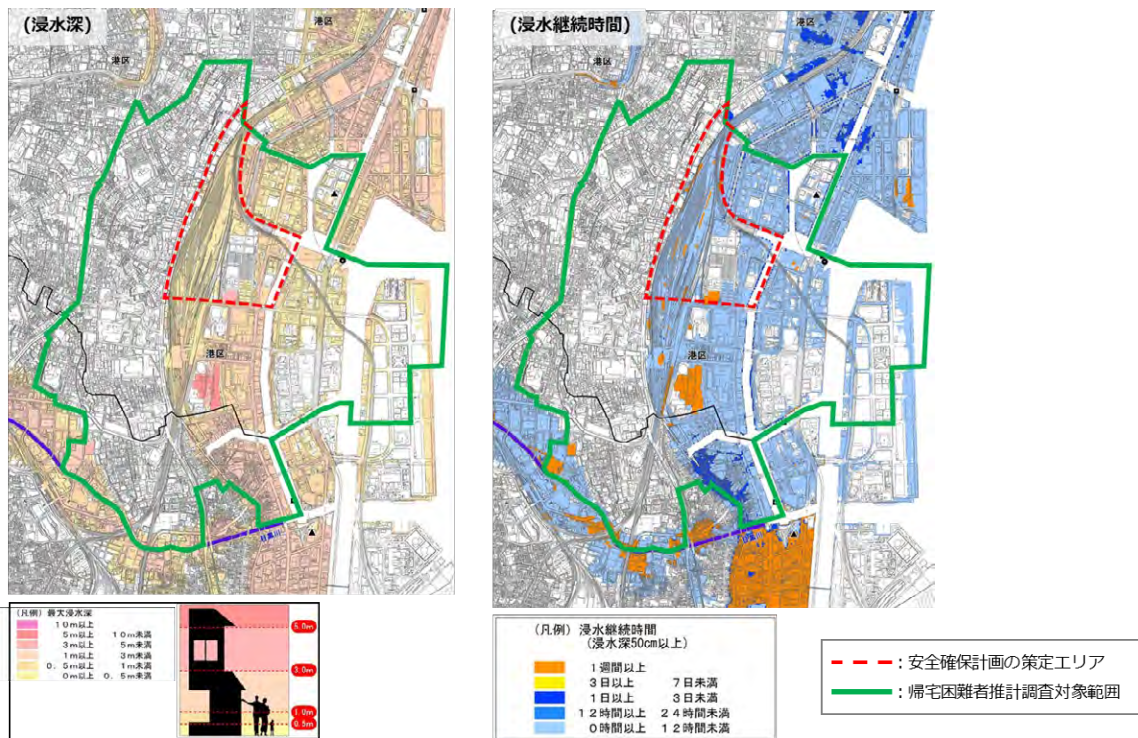 (浸水深)
港区
港区
港区
目黒川
(凡例) 最大浸水深
10m以上
5m以上 10m未満
3m以上 5m未満
1m以上 3m未満
0.5m以上 1m未満
0m以上 0.5m未満
5.0m
3.0m
1.0m
0.5m
(浸水継続時間)
港区
港区
港区
(凡例) 浸水継続時間
(浸水深50cm以上)
1週間以上
3日以上 7日未満
1日以上 3日未満
12時間以上 24時間未満
0時間以上 12時間未満
:安全確保計画の策定エリア
:帰宅困難者推計調査対象範囲